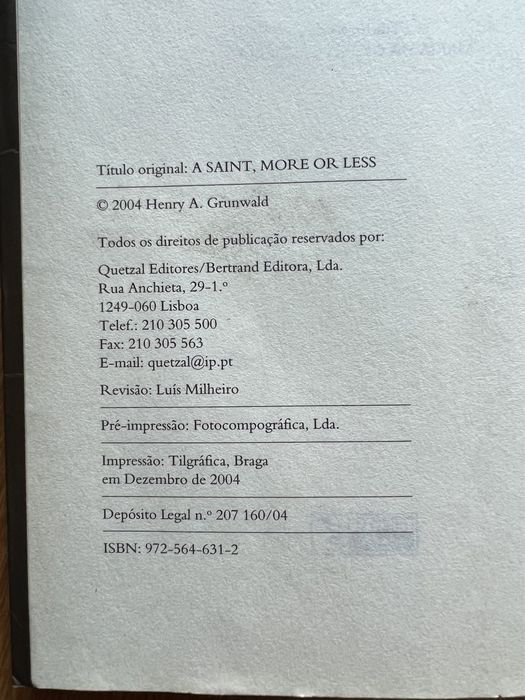 Título original: A SAINT, MORE OR LESS
© 2004 Henry A. Grunwald
Todos os direitos de publicação reservados por:
Quetzal Editores/Bertrand Editora, Lda.
Rua Anchieta, 29-1.º
1249-060 Lisboa
Telef.: 210 305 500
Fax: 210 305 563
E-mail: quetzal@ip.pt
Revisão: Luís Milheiro
Pré-impressão: Fotocompográfica, Lda.
Impressão: Tilgráfica, Braga
em Dezembro de 2004
Depósito Legal n.º 207 160/04
ISBN: 972-564-631-2